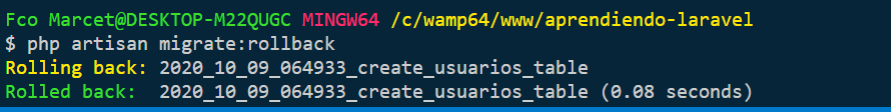 Fco Marcet@DESKTOP-M22QUGC MINGW64 /c/wamp64/www/aprendiendo-laravel
$ php artisan migrate:rollback
Rolling back: 2020_10_09_064933_create_usuarios_table
Rolled back:  2020_10_09_064933_create_usuarios_table (0.08 seconds)